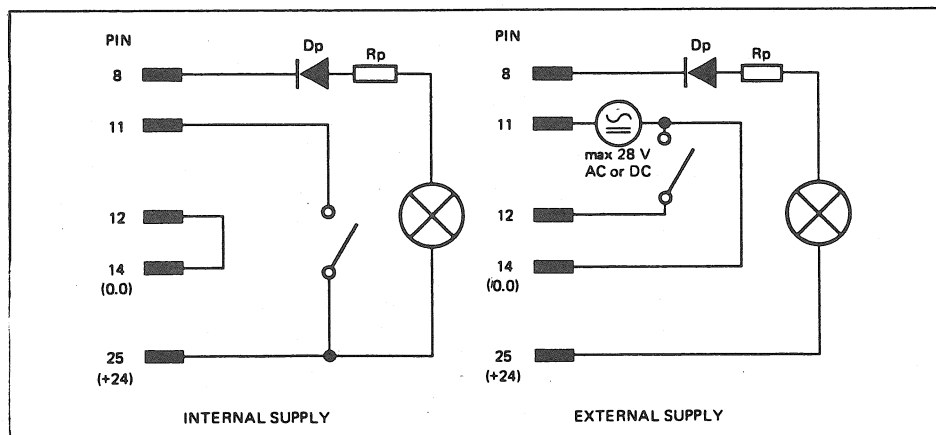 PIN
Dp
Rp
8
11
12
14
(0.0)
25
(+24)
INTERNAL SUPPLY
PIN
Dp
Rp
8
11
max 28 V
AC or DC
12
14
(0.0)
25
(+24)
EXTERNAL SUPPLY